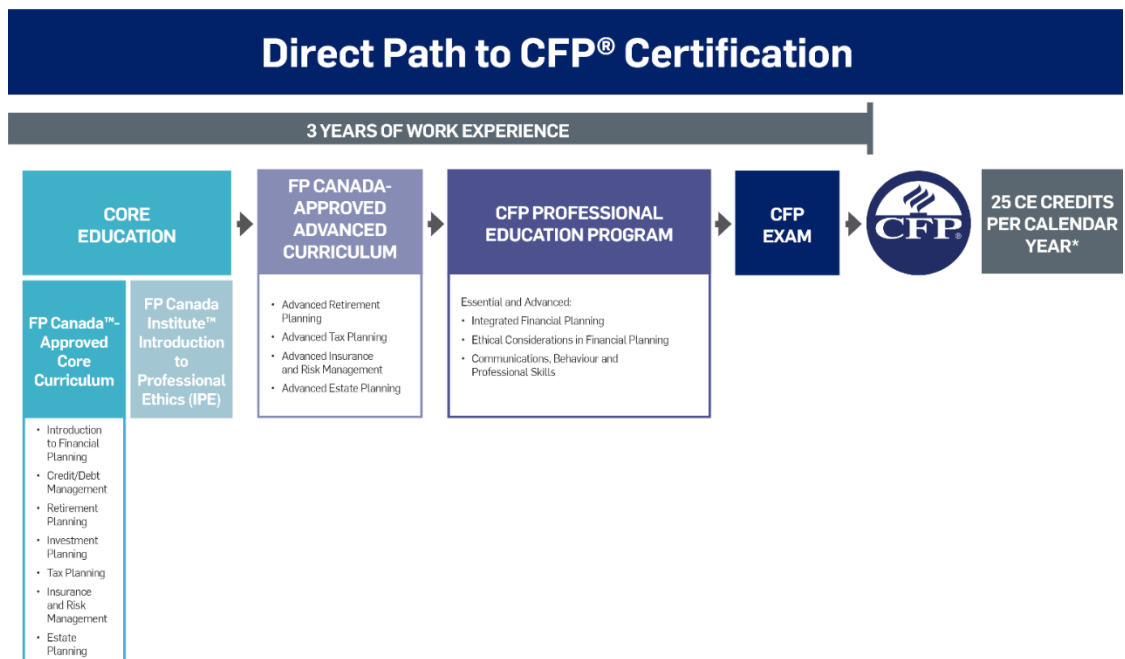 Direct Path to CFP® Certification
3 YEARS OF WORK EXPERIENCE
CORE
EDUCATION
FP Canada™-
Approved
Core
Curriculum
• Introduction
to Financial
Planning
• Credit/Debt
Management
• Retirement
Planning
• Investment
Planning
• Tax Planning
• Insurance
and Risk
Management
• Estate
Planning
FP Canada
Institute™
Introduction
to
Professional
Ethics (IPE)
FP CANADA-
APPROVED
ADVANCED
CURRICULUM
• Advanced Retirement
Planning
• Advanced Tax Planning
• Advanced Insurance
and Risk Management
• Advanced Estate Planning
CFP PROFESSIONAL
EDUCATION PROGRAM
Essential and Advanced:
• Integrated Financial Planning
• Ethical Considerations in Financial Planning
• Communications, Behaviour and
Professional Skills
CFP
EXAM
CFP®
25 CE CREDITS
PER CALENDAR
YEAR*